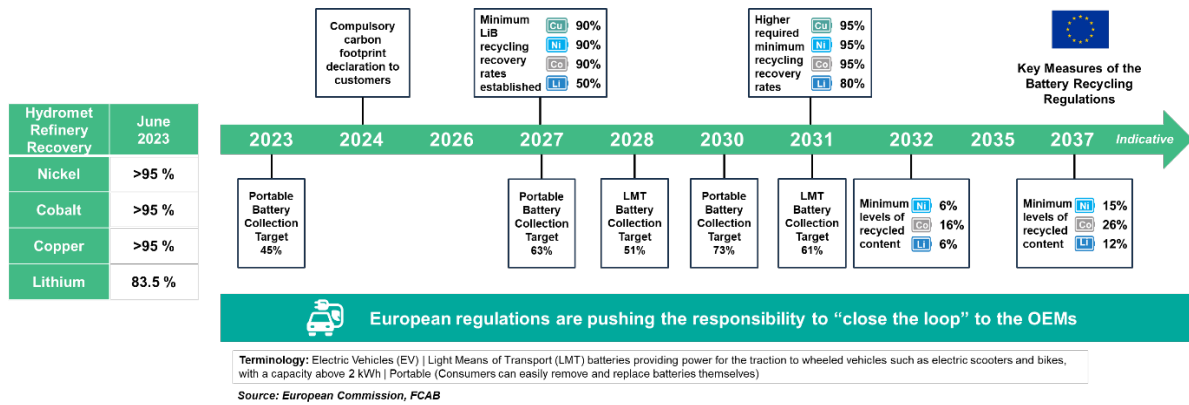 Compulsory
carbon
footprint
declaration to
customers
Minimum
LiB
recycling
recovery
rates
established
Cu 90%
Ni 90%
Co 90%
Li 50%
Higher
required
minimum
recycling
recovery
rates
Cu 95%
Ni 95%
Co 95%
Li 80%
Key Measures of the
Battery Recycling
Regulations
Hydromet
Refinery
Recovery
June
2023
Nickel >95 %
Cobalt >95 %
Copper >95 %
Lithium 83.5 %
2023 2024 2026 2027 2028 2030 2031 2032 2035 2037 Indicative
Portable
Battery
Collection
Target
45%
Portable
Battery
Collection
Target
63%
LMT
Battery
Collection
Target
51%
Portable
Battery
Collection
Target
73%
LMT
Battery
Collection
Target
61%
Minimum
levels of
recycled
content
Ni 6%
Co 16%
Li 6%
Minimum
levels of
recycled
content
Ni 15%
Co 26%
Li 12%
European regulations are pushing the responsibility to “close the loop” to the OEMs
Terminology: Electric Vehicles (EV) | Light Means of Transport (LMT) batteries providing power for the traction to wheeled vehicles such as electric scooters and bikes,
with a capacity above 2 kWh | Portable (Consumers can easily remove and replace batteries themselves)
Source: European Commission, FCAB